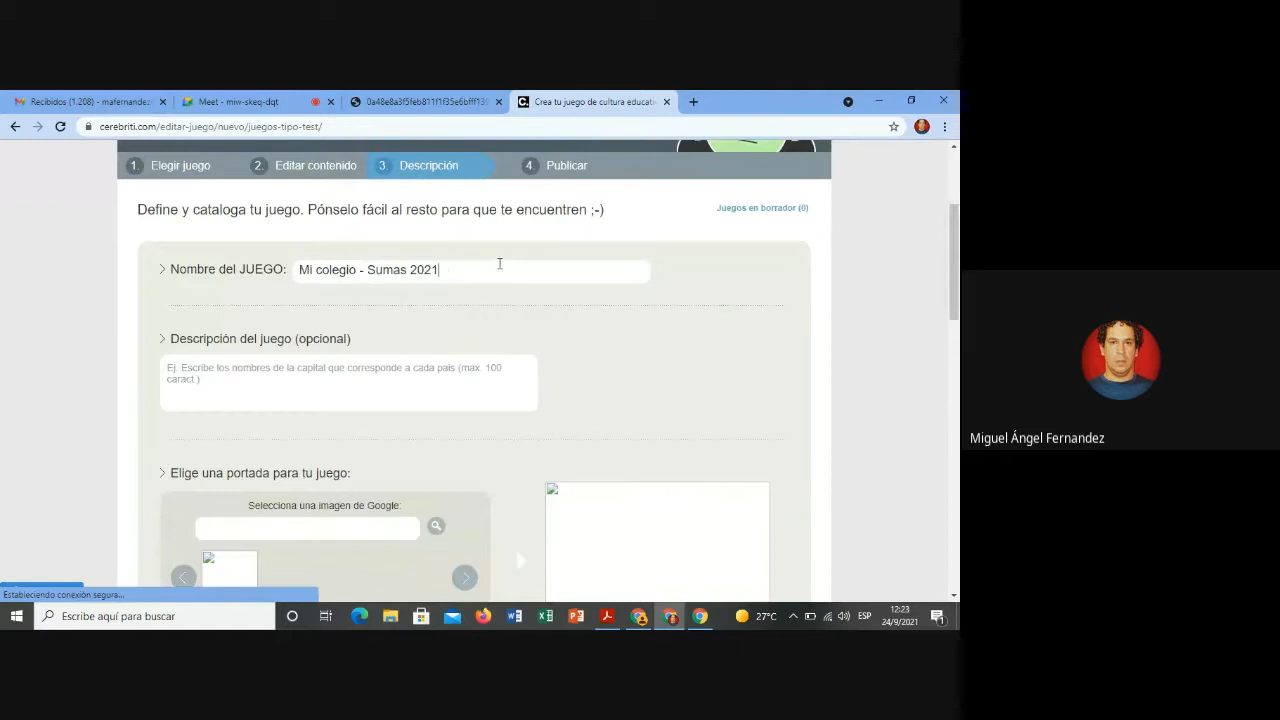 Recibidos (1.208) - mafernandez
Meet - miw-skeq-dqt
0a48e8a3f5feb811f1f35e6bfff135
Crea tu juego de cultura educati
cerebriti.com/editar-juego/nuevo/juegos-tipo-test/
1 Elegir juego
2. Editar contenido
3. Descripción
4. Publicar
Define y cataloga tu juego. Pónselo fácil al resto para que te encuentren ;-)
Juegos en borrador (0)
Nombre del JUEGO: Mi colegio - Sumas 2021
Descripción del juego (opcional)
Ej. Escribe los nombres de la capital que corresponde a cada país (max. 100
caract.)
Elige una portada para tu juego:
Selecciona una imagen de Google:
Estableciendo conexión segura...
Escribe aquí para buscar
27°C
ESP
12:23
24/9/2021
1
Miguel Ángel Fernandez